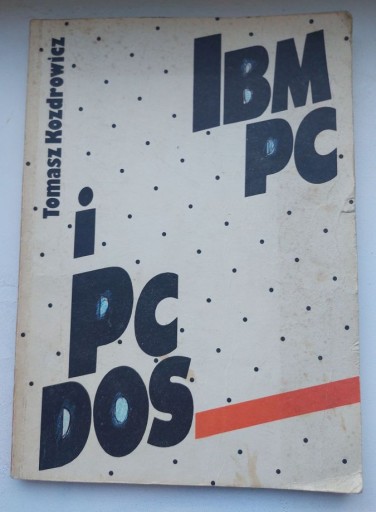 Tomasz Kozdrowicz
IBM
PC
i
PC
DOS